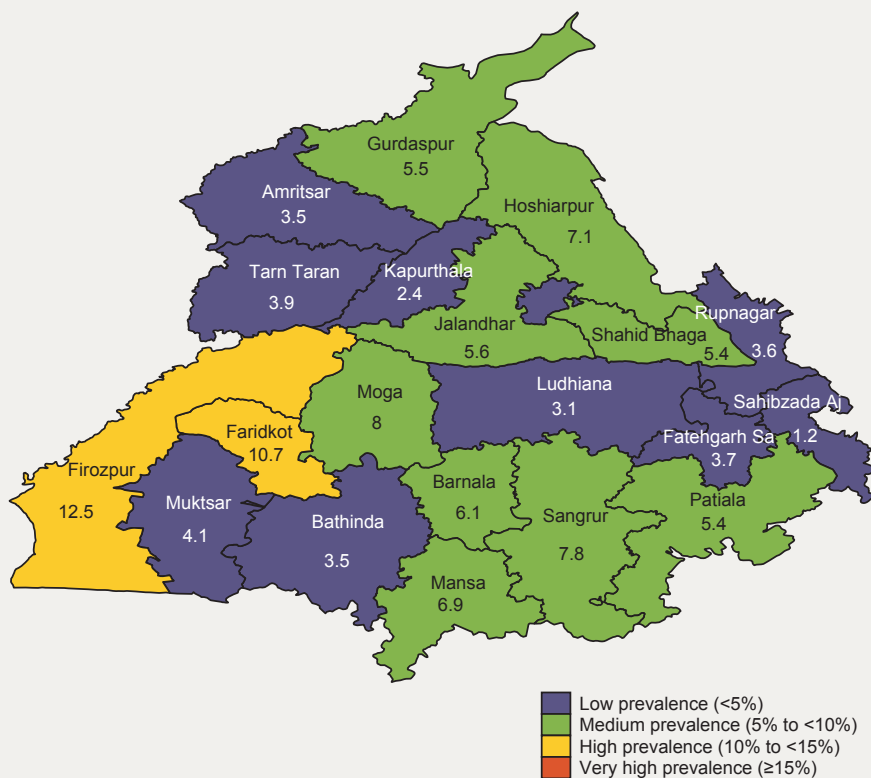 Gurdaspur
5.5
Amritsar
3.5
Hoshiarpur
7.1
Tarn Taran
3.9
Kapurthala
2.4
Rupnagar
3.6
Jalandhar
5.6
Shahid Bhaga
5.4
Ludhiana
3.1
Moga
8
Sahibzada Aj
1.2
Faridkot
10.7
Fatehgarh Sa
3.7
Firozpur
12.5
Muktsar
4.1
Bathinda
3.5
Barnala
6.1
Sangrur
7.8
Patiala
5.4
Mansa
6.9
Low prevalence (<5%)
Medium prevalence (5% to <10%)
High prevalence (10% to <15%)
Very high prevalence (≥15%)